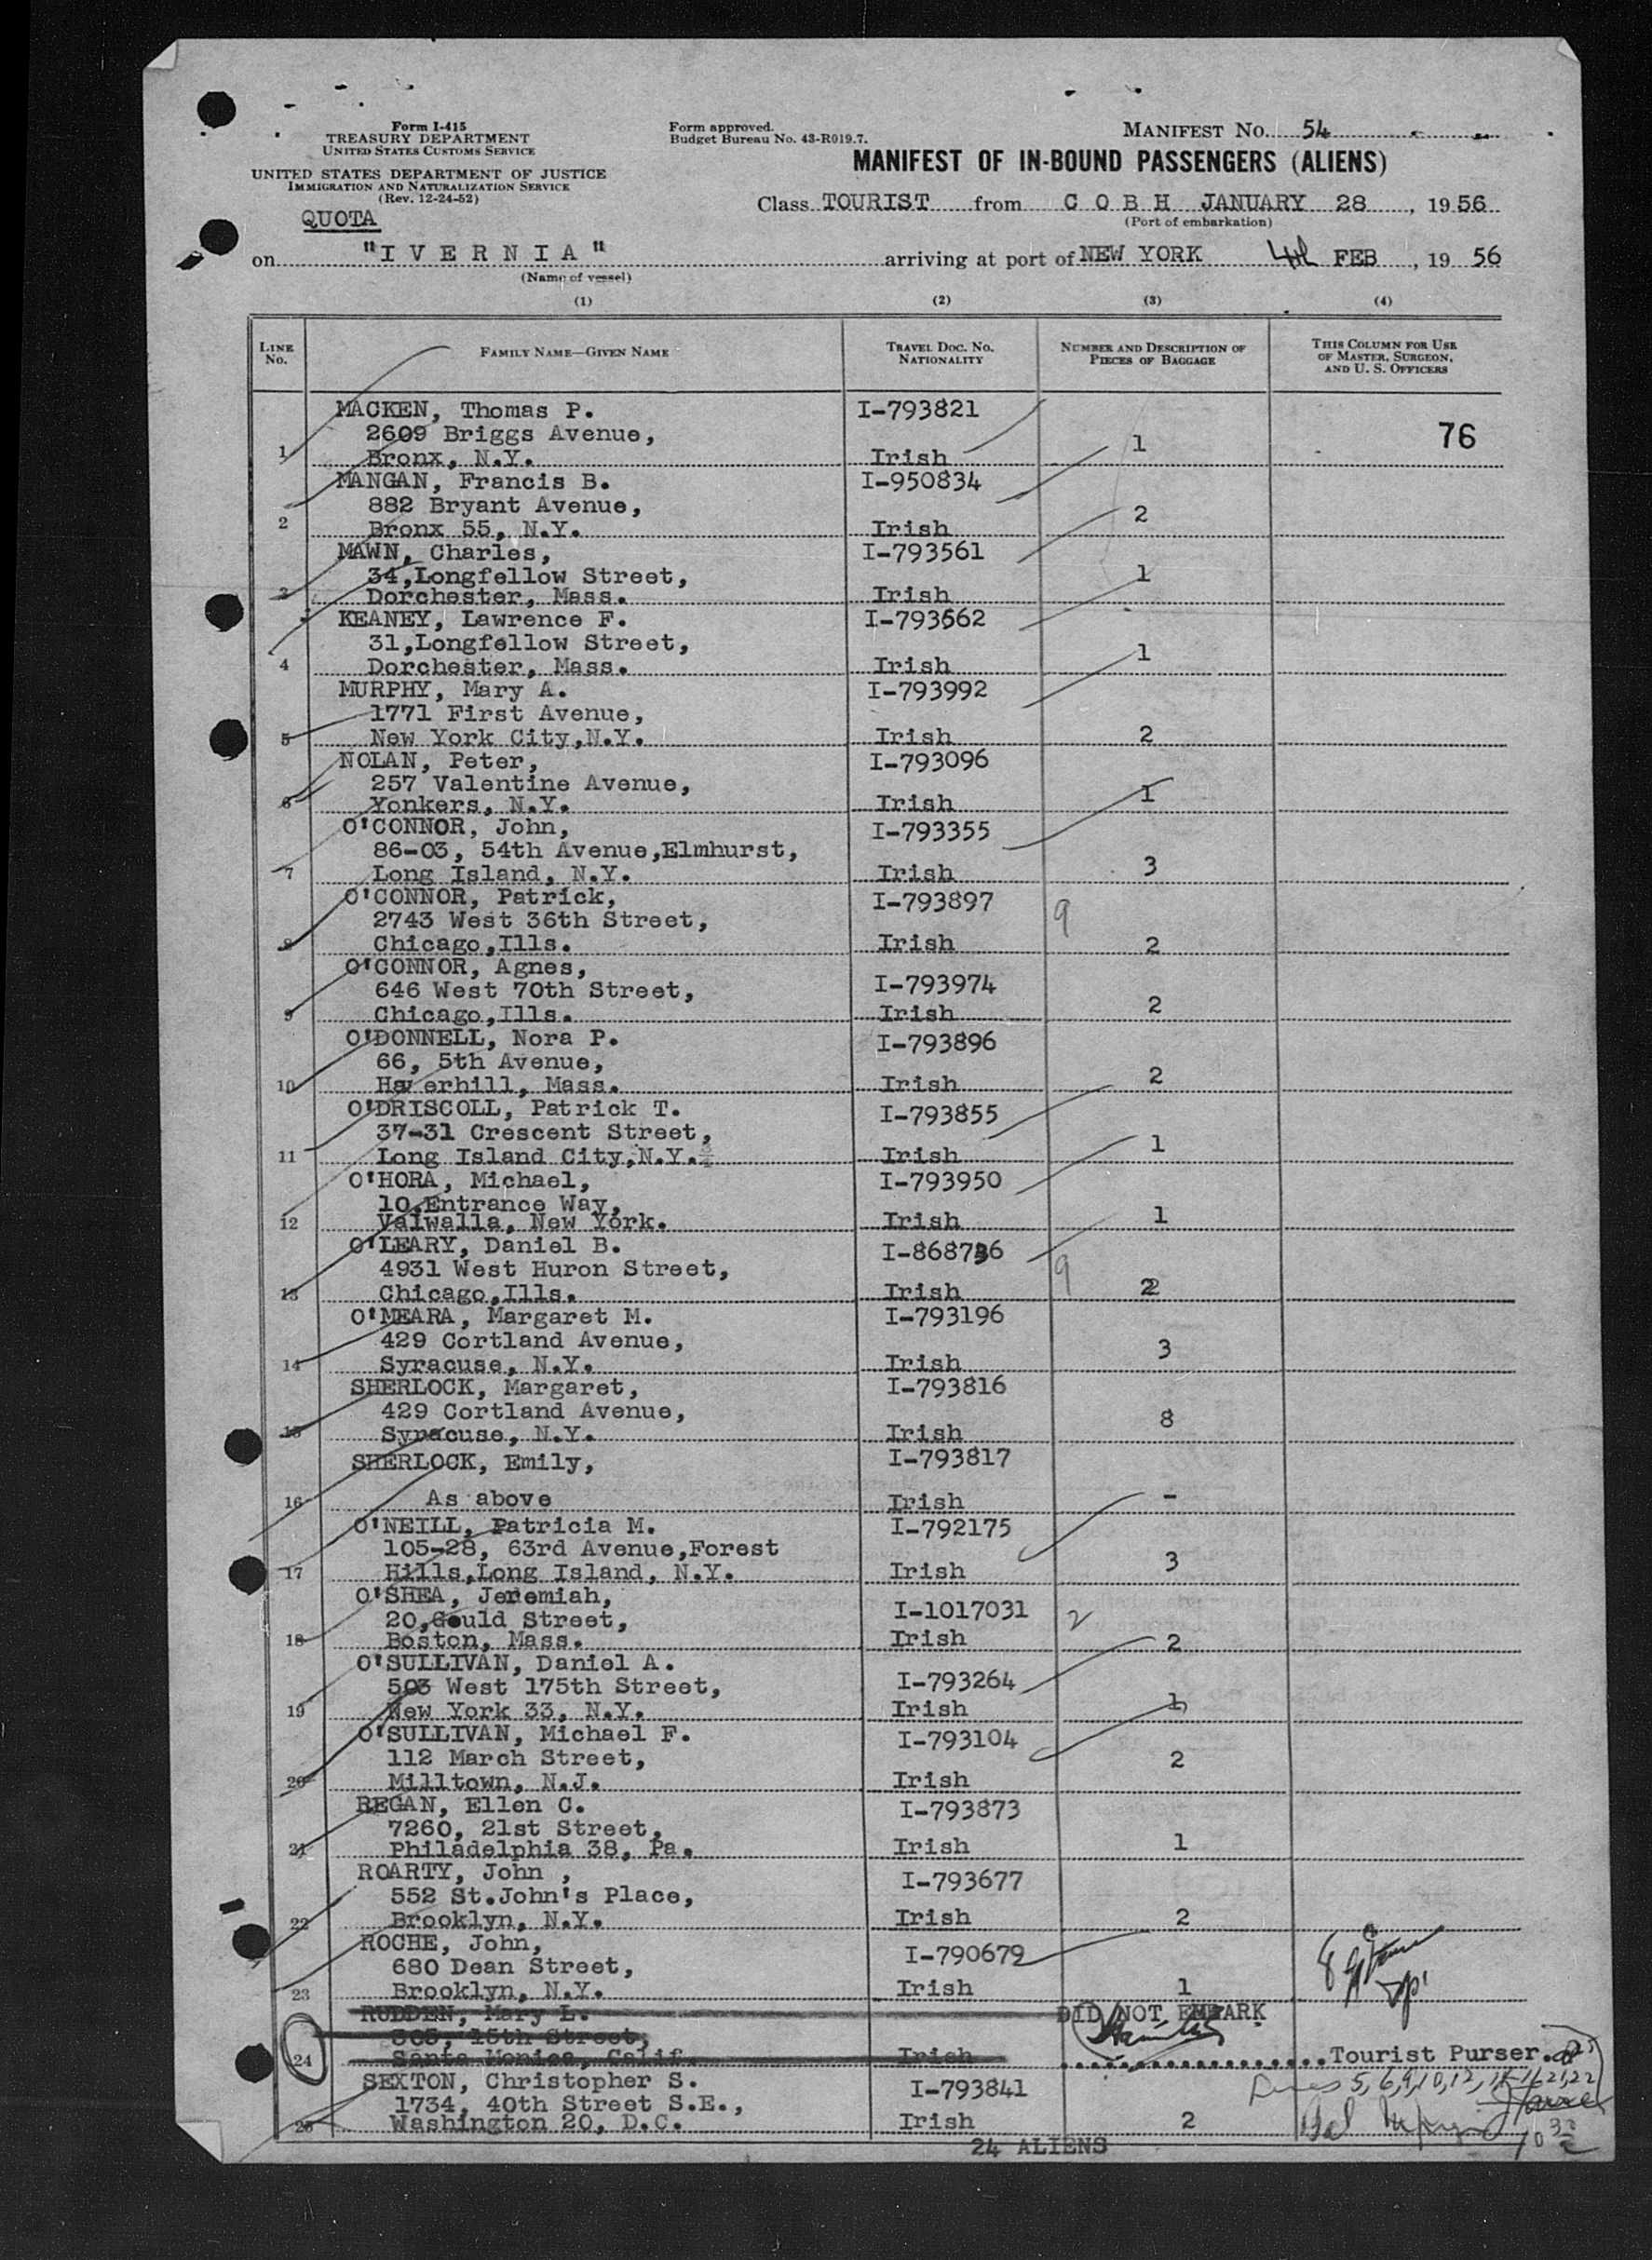 Form I-415
TREASURY DEPARTMENT
UNITED STATES CUSTOMS SERVICE
UNITED STATES DEPARTMENT OF JUSTICE
IMMIGRATION AND NATURALIZATION SERVICE
(Rev. 12-24-52)
QUOTA
Form approved.
Budget Bureau No. 43-R019.7.
MANIFEST NO. 54
MANIFEST OF IN-BOUND PASSENGERS (ALIENS)
Class TOURIST from C O B H JANUARY 28, 1956
(Port of embarkation)
on "I V E R N I A" arriving at port of NEW YORK 4th FEB, 19 56
(Name of vessel)
(1) (2) (3) (4)
LINE No. FAMILY NAME—GIVEN NAME TRAVEL DOC. NO. NATIONALITY NUMBER AND DESCRIPTION OF PIECES OF BAGGAGE THIS COLUMN FOR USE OF MASTER, SURGEON, AND U. S. OFFICERS
MACKEN, Thomas P. I-793821
2609 Briggs Avenue, 1 76
1 Bronx, N.Y. Irish
MANGAN, Francis B. I-950834
882 Bryant Avenue, 2
2 Bronx 55, N.Y. Irish
MAWN, Charles, I-793561
34,Longfellow Street, 1
3 Dorchester, Mass. Irish
KEANEY, Lawrence F. I-793562
31,Longfellow Street, 1
4 Dorchester, Mass. Irish
MURPHY, Mary A. I-793992
1771 First Avenue,
5 New York City,N.Y. Irish 2
NOLAN, Peter, I-793096
257 Valentine Avenue, 1
6 Yonkers, N.Y. Irish
O'CONNOR, John, I-793355
86-03, 54th Avenue,Elmhurst,
7 Long Island, N.Y. Irish 3
O'CONNOR, Patrick, I-793897 9
2743 West 36th Street,
8 Chicago,Ills. Irish 2
O'CONNOR, Agnes, I-793974
646 West 70th Street, 2
9 Chicago,Ills. Irish
O'DONNELL, Nora P. I-793896
66, 5th Avenue, 2
10 Haverhill, Mass. Irish
O'DRISCOLL, Patrick T. I-793855
37-31 Crescent Street, 1
11 Long Island City,N.Y. Irish
O'HORA, Michael, I-793950
10,Entrance Way,
12 Valwalla, New York. Irish 1
O'LEARY, Daniel B. I-868736 9
4931 West Huron Street,
13 Chicago,Ills. Irish 2
O'MEARA, Margaret M. I-793196
429 Cortland Avenue, 3
14 Syracuse, N.Y. Irish
SHERLOCK, Margaret, I-793816
429 Cortland Avenue, 8
15 Syracuse, N.Y. Irish
SHERLOCK, Emily, I-793817
16 As above Irish -
O'NEILL, Patricia M. I-792175
105-28, 63rd Avenue,Forest
17 Hills,Long Island, N.Y. Irish 3
O'SHEA, Jeremiah, I-1017031 2
20,Gould Street,
18 Boston, Mass. Irish 2
O'SULLIVAN, Daniel A. I-793264
503 West 175th Street,
19 New York 33, N.Y. Irish 1
O'SULLIVAN, Michael F. I-793104
112 March Street, 2
20 Milltown, N.J. Irish
REGAN, Ellen C. I-793873
7260, 21st Street,
21 Philadelphia 38, Pa. Irish 1
ROARTY, John , I-793677
552 St.John's Place,
22 Brooklyn, N.Y. Irish 2
ROCHE, John, I-790679
680 Dean Street,
23 Brooklyn, N.Y. Irish 1
RUDDEN, Mary L. DID NOT EMBARK
305, 15th Street,
24 Santa Monica, Calif. Irish Tourist Purser.
SEXTON, Christopher S. I-793841 5, 6, 9, 10, 12,
1734, 40th Street S.E.,
25 Washington 20, D.C. Irish 2
24 ALIENS